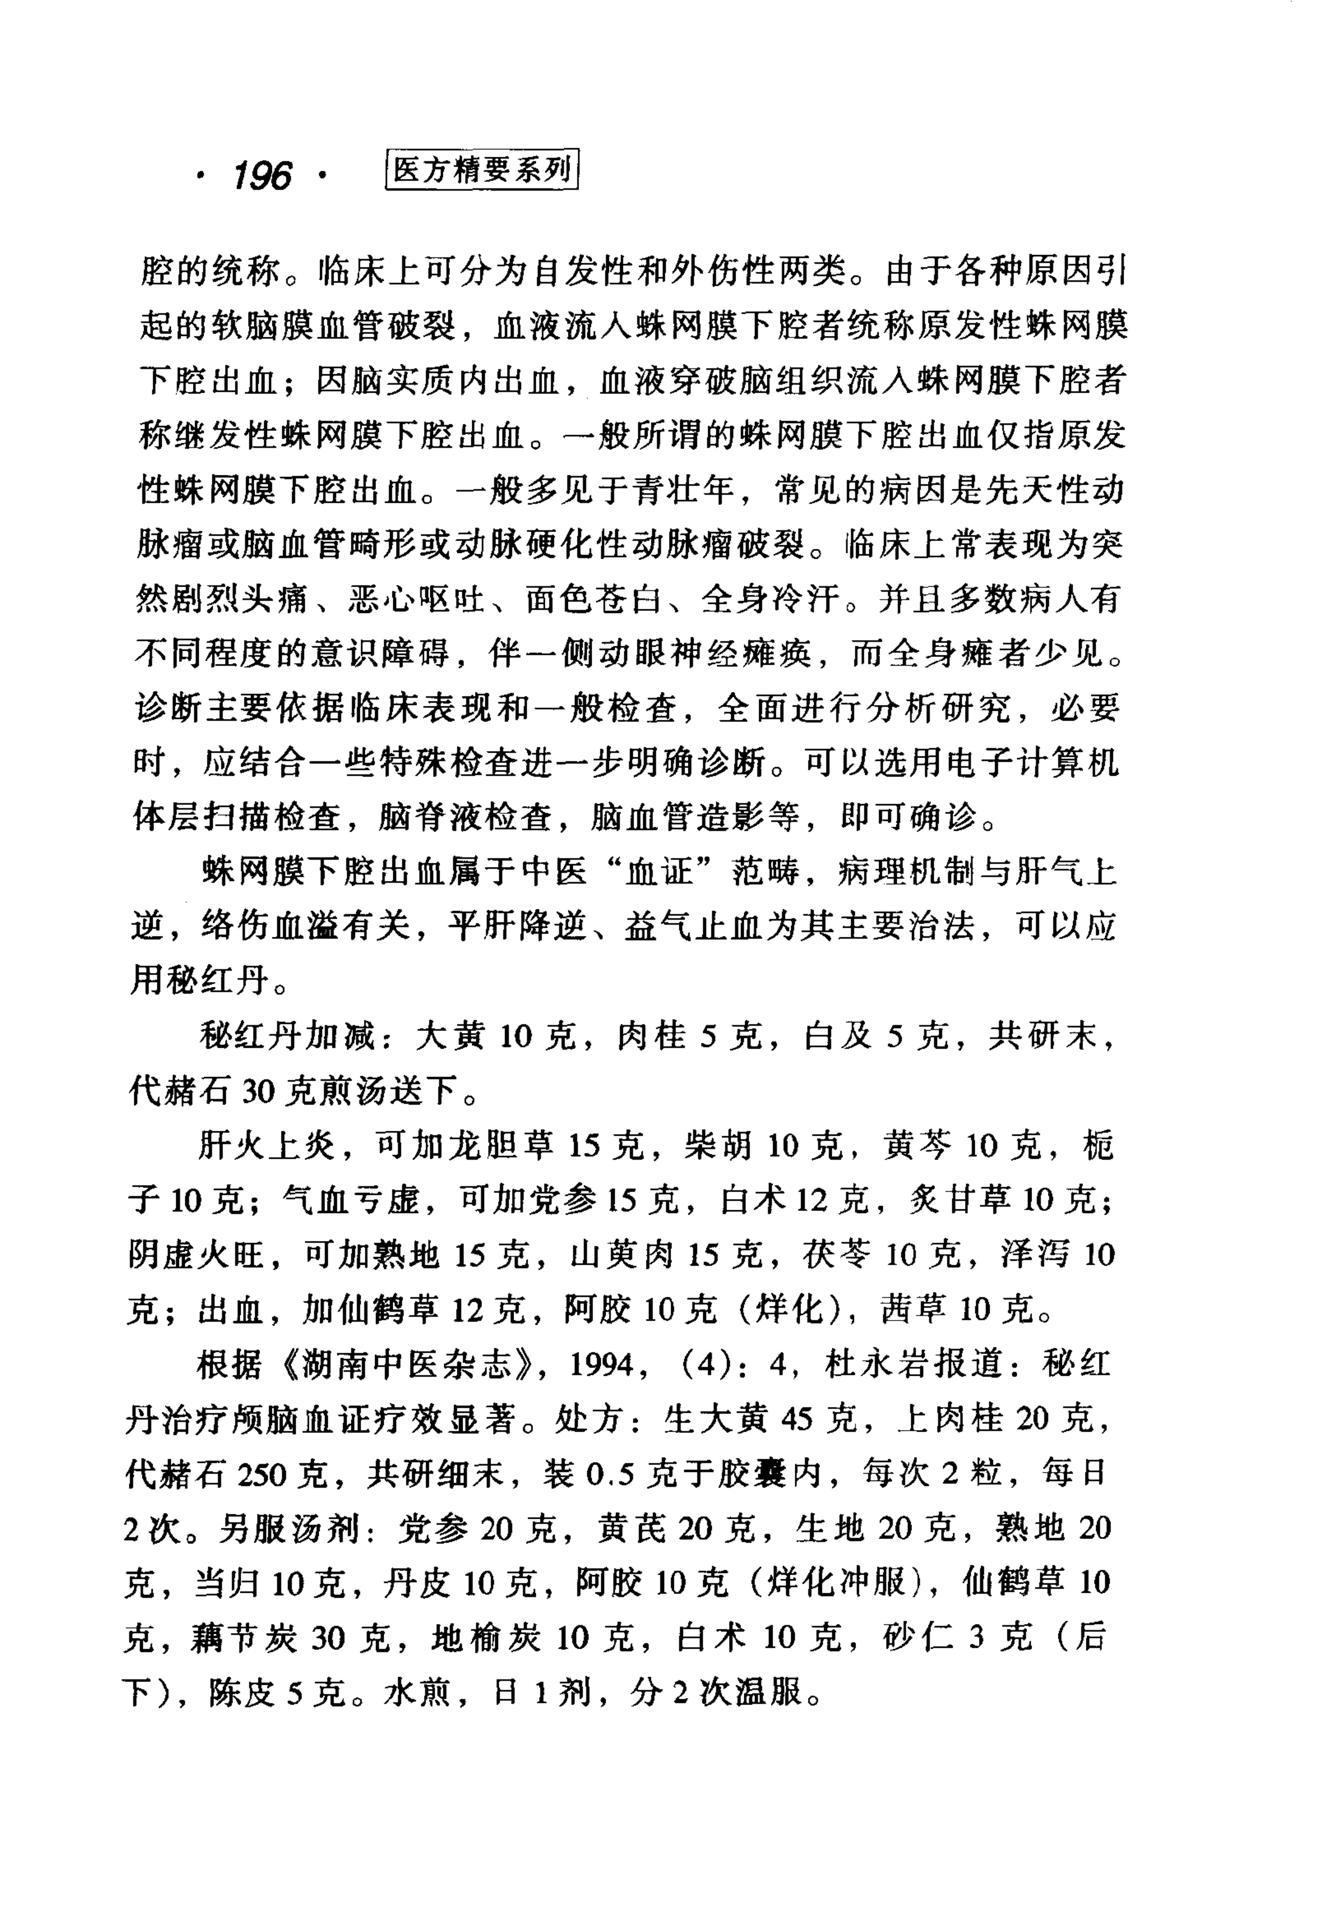 · 196 · 医方精要系列
腔的统称。临床上可分为自发性和外伤性两类。由于各种原因引
起的软脑膜血管破裂，血液流入蛛网膜下腔者统称原发性蛛网膜
下腔出血；因脑实质内出血，血液穿破脑组织流入蛛网膜下腔者
称继发性蛛网膜下腔出血。一般所谓的蛛网膜下腔出血仅指原发
性蛛网膜下腔出血。一般多见于青壮年，常见的病因是先天性动
脉瘤或脑血管畸形或动脉硬化性动脉瘤破裂。临床上常表现为突
然剧烈头痛、恶心呕吐、面色苍白、全身冷汗。并且多数病人有
不同程度的意识障碍，伴一侧动眼神经瘫痪，而全身瘫者少见。
诊断主要依据临床表现和一般检查，全面进行分析研究，必要
时，应结合一些特殊检查进一步明确诊断。可以选用电子计算机
体层扫描检查，脑脊液检查，脑血管造影等，即可确诊。
蛛网膜下腔出血属于中医“血证”范畴，病理机制与肝气上
逆，络伤血溢有关，平肝降逆、益气止血为其主要治法，可以应
用秘红丹。
秘红丹加减：大黄 10 克，肉桂 5 克，白及 5 克，共研末，
代赭石 30 克煎汤送下。
肝火上炎，可加龙胆草 15 克，柴胡 10 克，黄芩 10 克，栀
子 10 克；气血亏虚，可加党参 15 克，白术 12 克，炙甘草 10 克；
阴虚火旺，可加熟地 15 克，山萸肉 15 克，茯苓 10 克，泽泻 10
克；出血，加仙鹤草 12 克，阿胶 10 克（烊化），茜草 10 克。
根据《湖南中医杂志》，1994，（4）：4，杜永岩报道：秘红
丹治疗颅脑血证疗效显著。处方：生大黄 45 克，上肉桂 20 克，
代赭石 250 克，共研细末，装 0.5 克于胶囊内，每次 2 粒，每日
2 次。另服汤剂：党参 20 克，黄芪 20 克，生地 20 克，熟地 20
克，当归 10 克，丹皮 10 克，阿胶 10 克（烊化冲服），仙鹤草 10
克，藕节炭 30 克，地榆炭 10 克，白术 10 克，砂仁 3 克（后
下），陈皮 5 克。水煎，日 1 剂，分 2 次温服。